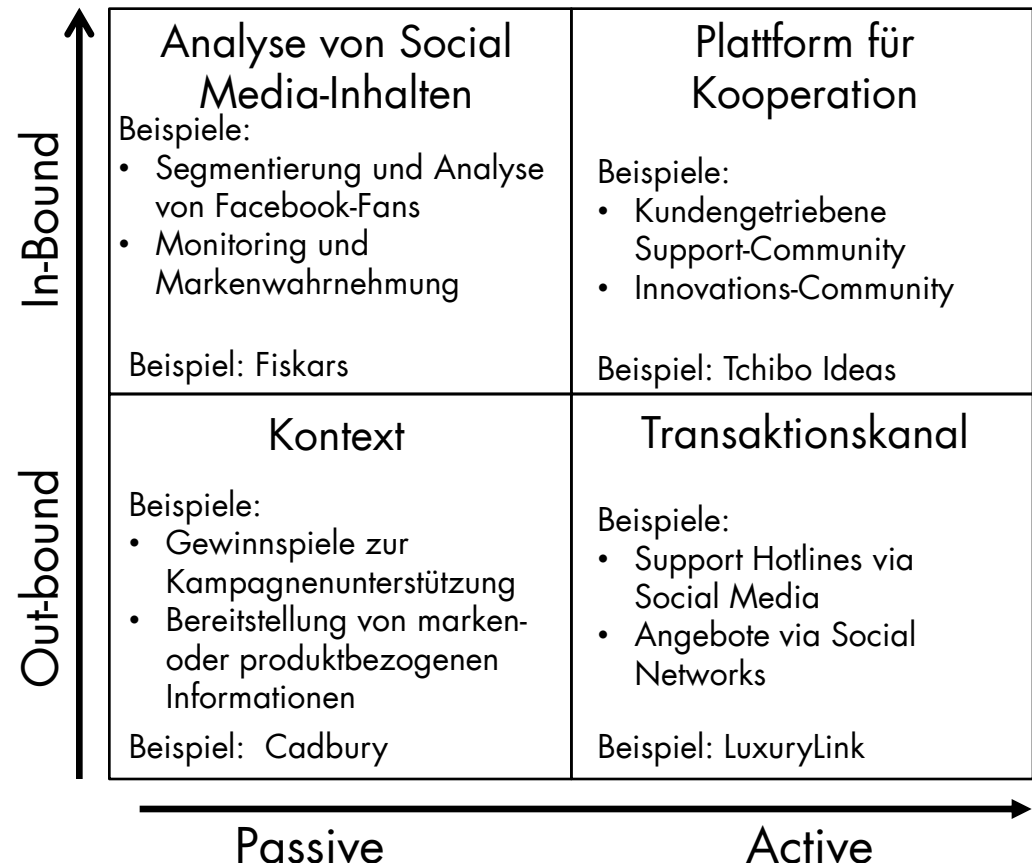 In-Bound
Analyse von Social
Media-Inhalten
Beispiele:
• Segmentierung und Analyse
von Facebook-Fans
• Monitoring und
Markenwahrnehmung
Beispiel: Fiskars
Plattform für
Kooperation
Beispiele:
• Kundengetriebene
Support-Community
• Innovations-Community
Beispiel: Tchibo Ideas
Out-bound
Kontext
Beispiele:
• Gewinnspiele zur
Kampagnenunterstützung
• Bereitstellung von marken-
oder produktbezogenen
Informationen
Beispiel: Cadbury
Transaktionskanal
Beispiele:
• Support Hotlines via
Social Media
• Angebote via Social
Networks
Beispiel: LuxuryLink
Passive
Active